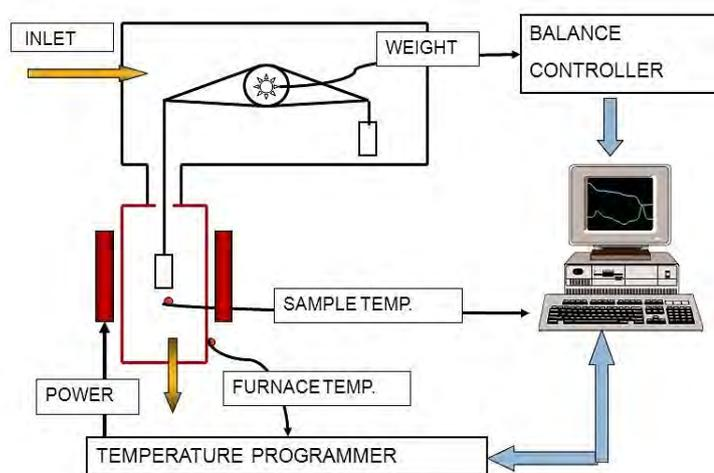 INLET
WEIGHT
BALANCE
CONTROLLER
SAMPLE TEMP.
FURNACE TEMP.
POWER
TEMPERATURE PROGRAMMER